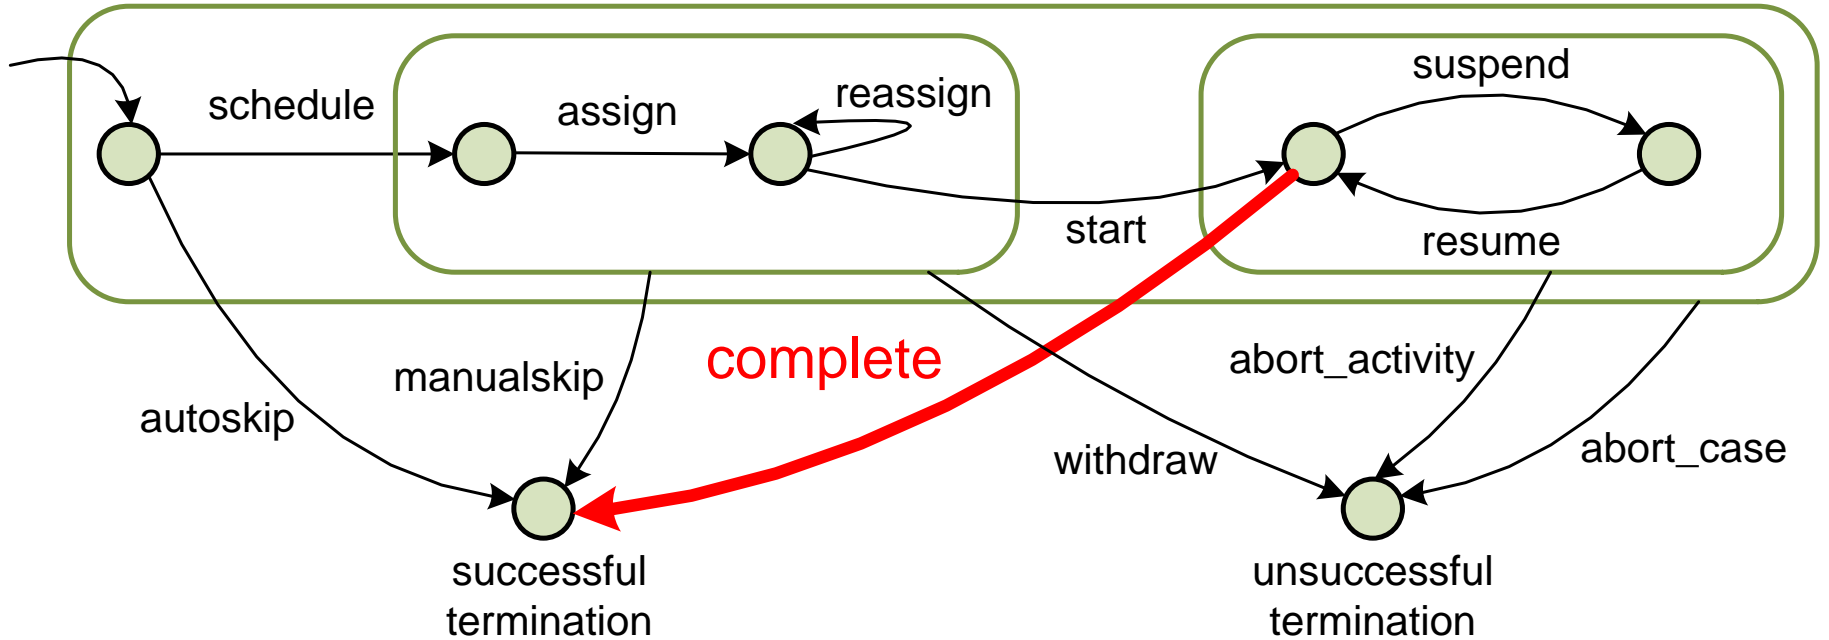 suspend
schedule
assign
reassign
start
resume
complete
manualskip
abort_activity
autoskip
withdraw
abort_case
successful
termination
unsuccessful
termination